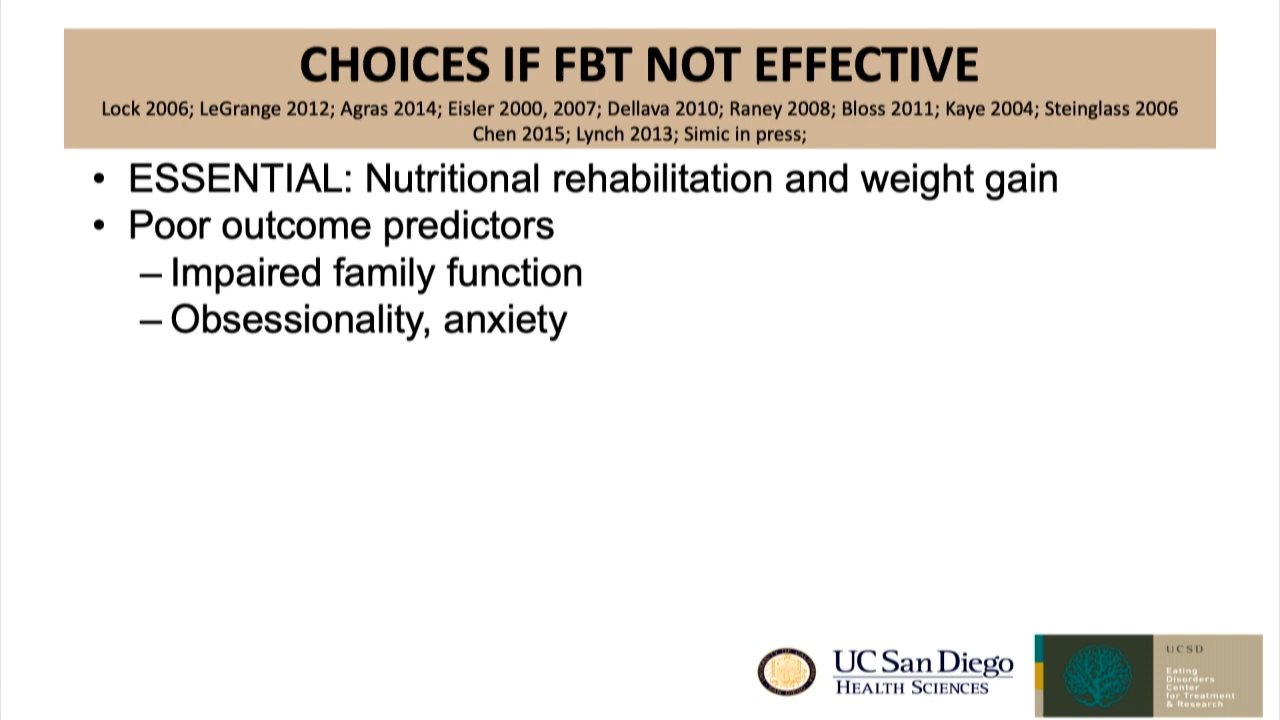 CHOICES IF FBT NOT EFFECTIVE
Lock 2006; LeGrange 2012; Agras 2014; Eisler 2000, 2007; Dellava 2010; Raney 2008; Bloss 2011; Kaye 2004; Steinglass 2006
Chen 2015; Lynch 2013; Simic in press;
• ESSENTIAL: Nutritional rehabilitation and weight gain
• Poor outcome predictors
– Impaired family function
– Obsessionality, anxiety
UC San Diego
HEALTH SCIENCES
UCSD
Eating
Disorders
Center
for Treatment
& Research